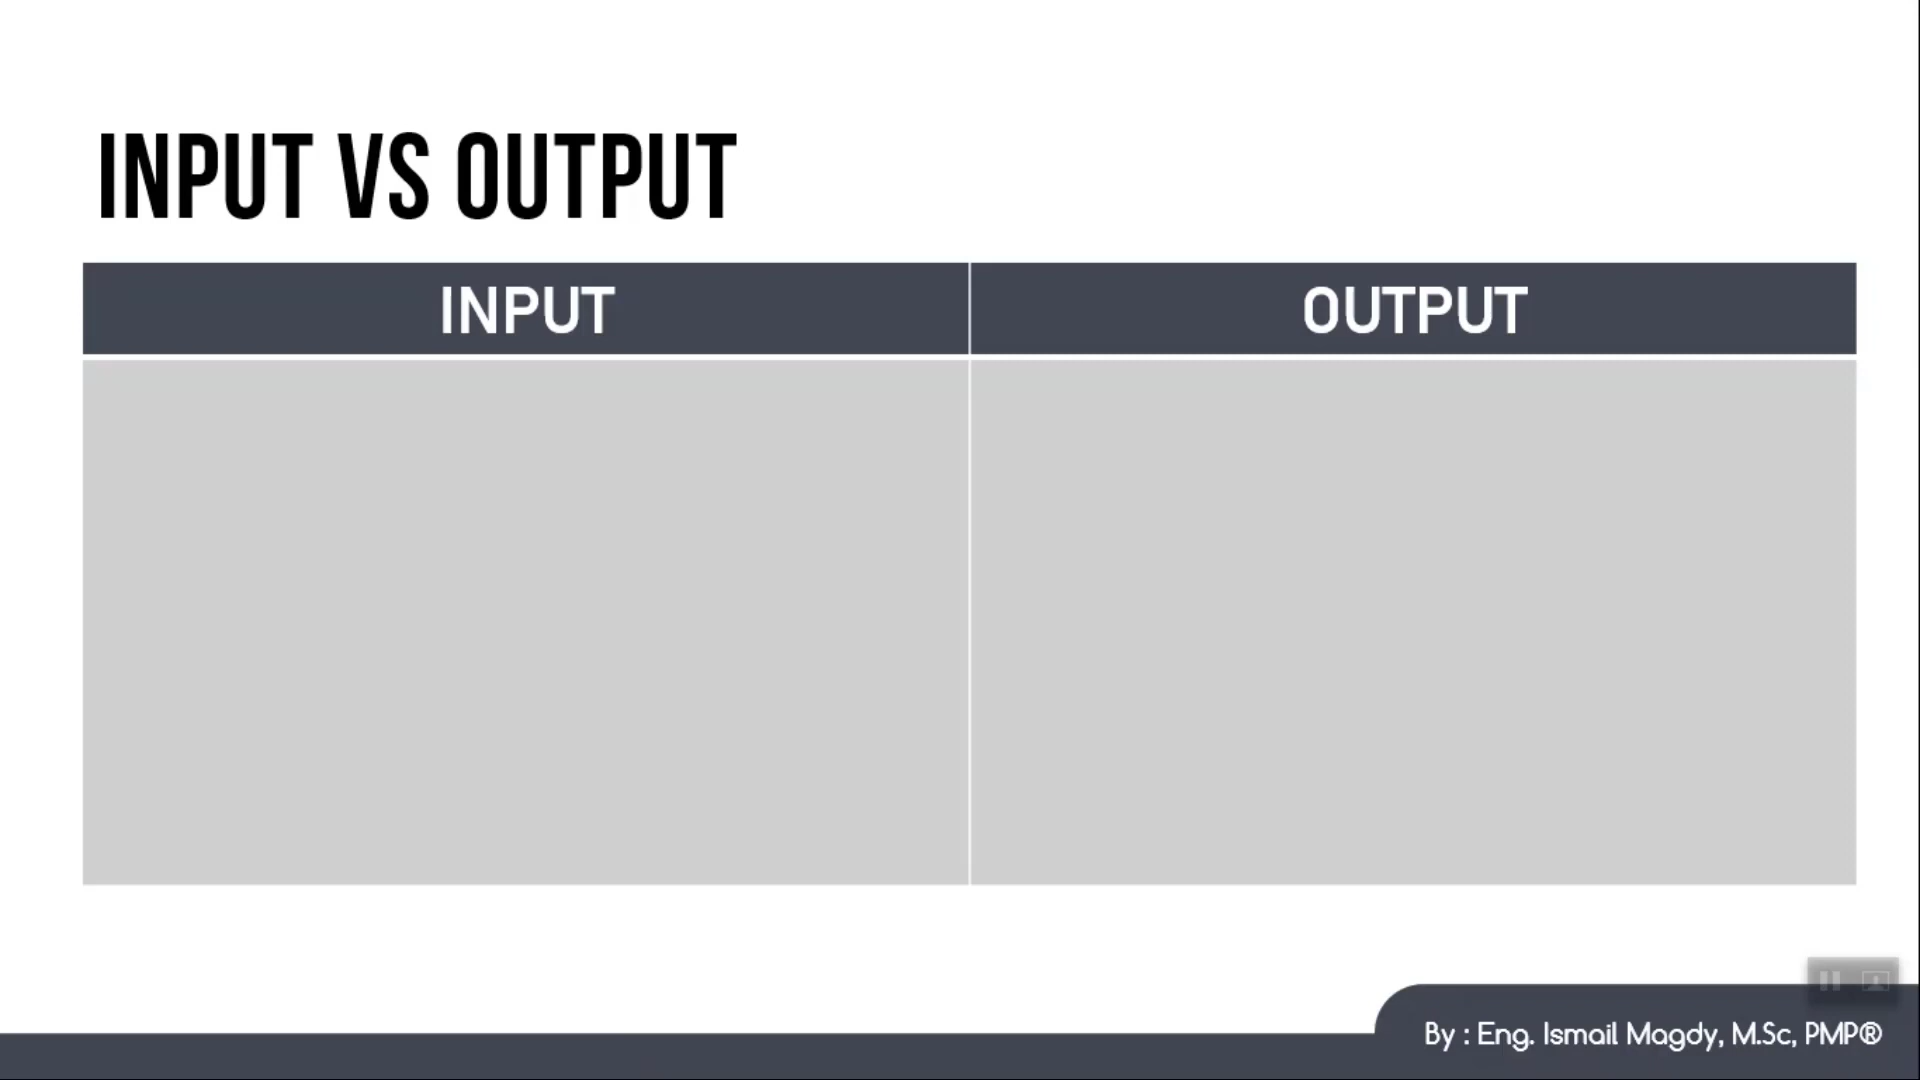 INPUT VS OUTPUT
INPUT
OUTPUT
By : Eng. Ismail Magdy, M.Sc, PMP®